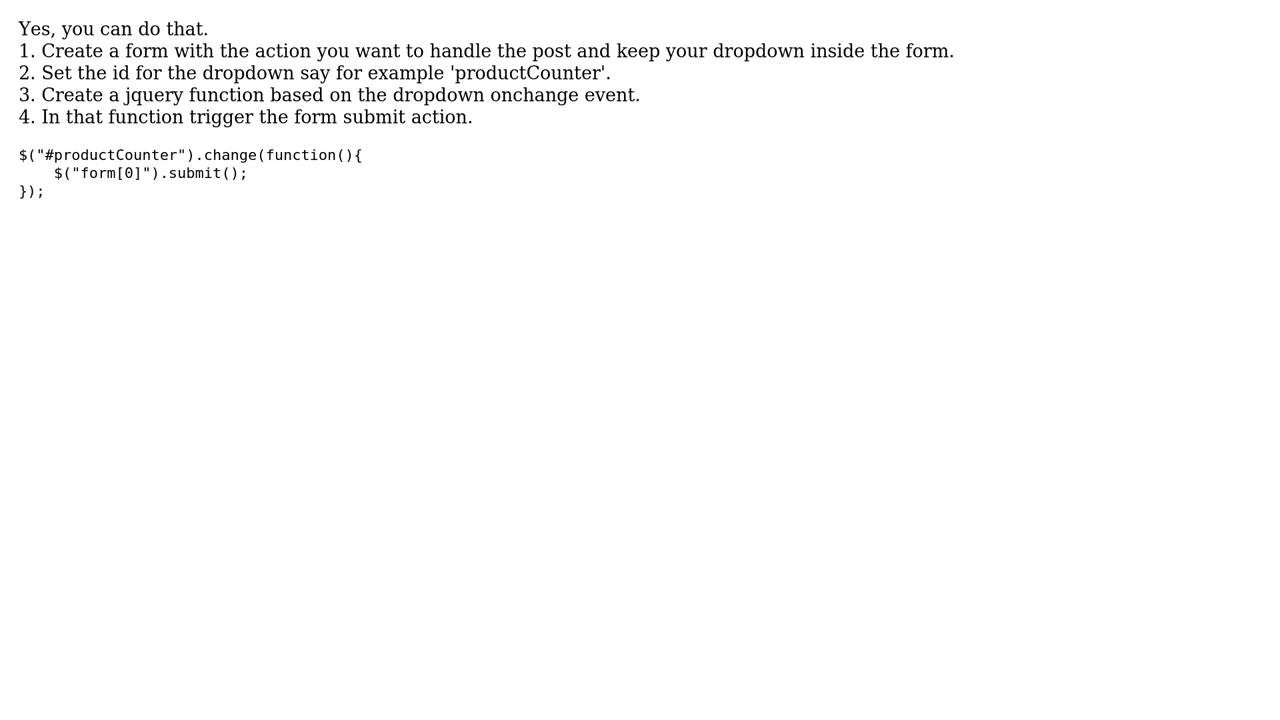 Yes, you can do that.
1. Create a form with the action you want to handle the post and keep your dropdown inside the form.
2. Set the id for the dropdown say for example 'productCounter'.
3. Create a jquery function based on the dropdown onchange event.
4. In that function trigger the form submit action.
$("#productCounter").change(function(){
    $("form[0]").submit();
});